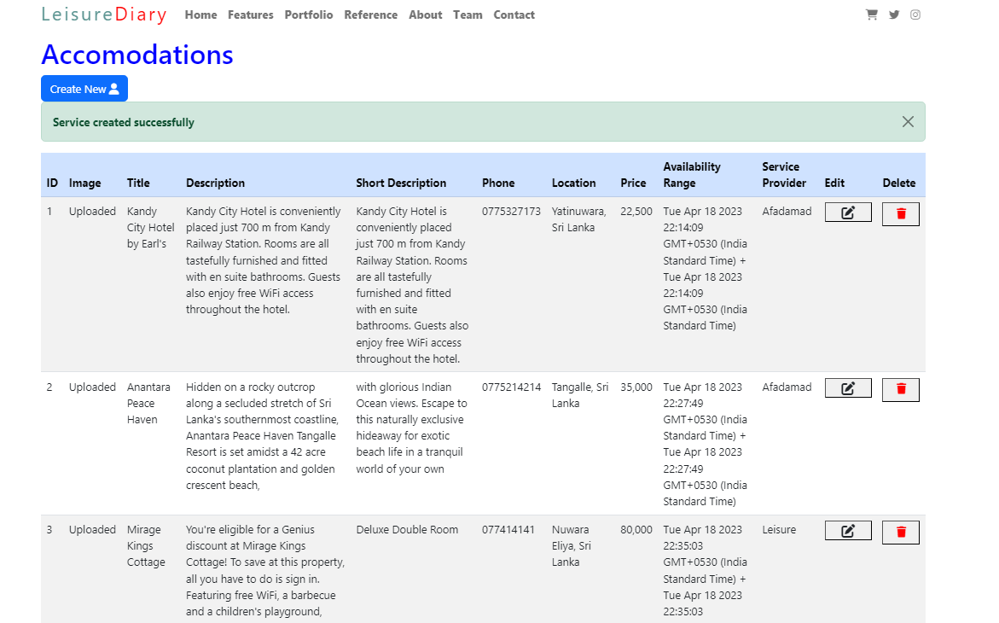 LeisureDiary Home Features Portfolio Reference About Team Contact
Accomodations
Create New
Service created successfully
ID Image Title Description Short Description Phone Location Price Availability Range Service Provider Edit Delete
1 Uploaded Kandy City Hotel by Earl's
Kandy City Hotel is conveniently
placed just 700 m from Kandy
Railway Station. Rooms are all
tastefully furnished and fitted
with en suite bathrooms. Guests
also enjoy free WiFi access
throughout the hotel.
Kandy City Hotel is
conveniently placed
just 700 m from Kandy
Railway Station. Rooms
are all tastefully
furnished and fitted
with en suite
bathrooms. Guests also
enjoy free WiFi access
throughout the hotel.
0775327173
Yatinuwara,
Sri Lanka
22,500
Tue Apr 18 2023
22:14:09
GMT+0530 (India
Standard Time) +
Tue Apr 18 2023
22:14:09
GMT+0530 (India
Standard Time)
Afadamad
2 Uploaded Anantara Peace Haven
Hidden on a rocky outcrop
along a secluded stretch of Sri
Lanka's southernmost coastline,
Anantara Peace Haven Tangalle
Resort is set amidst a 42 acre
coconut plantation and golden
crescent beach,
with glorious Indian
Ocean views. Escape to
this naturally exclusive
hideaway for exotic
beach life in a tranquil
world of your own
0775214214
Tangalle, Sri
Lanka
35,000
Tue Apr 18 2023
22:27:49
GMT+0530 (India
Standard Time) +
Tue Apr 18 2023
22:27:49
GMT+0530 (India
Standard Time)
Afadamad
3 Uploaded Mirage Kings Cottage
You're eligible for a Genius
discount at Mirage Kings
Cottage! To save at this property,
all you have to do is sign in.
Featuring free WiFi, a barbecue
and a children's playground,
Deluxe Double Room
077414141
Nuwara
Eliya, Sri
Lanka
80,000
Tue Apr 18 2023
22:35:03
GMT+0530 (India
Standard Time) +
Tue Apr 18 2023
22:35:03
Leisure